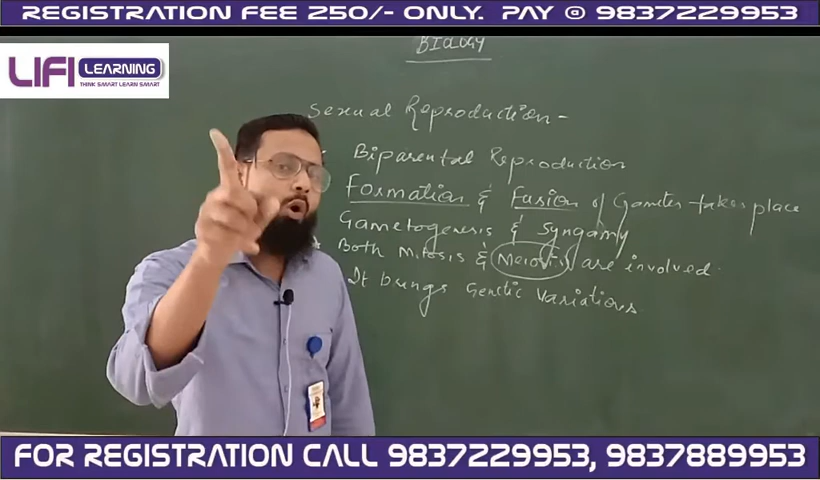 REGISTRATION FEE 250/- ONLY. PAY @ 9837229953
BIOLOGY
LIFI LEARNING
THINK SMART LEARN SMART
Sexual Reproduction -
Biparental Reproduction
Formation & Fusion of Gametes takes place
Gametogenesis & Syngamy
* Both Mitosis & Meiosis are involved.
It brings Genetic Variations
FOR REGISTRATION CALL 9837229953, 9837889953